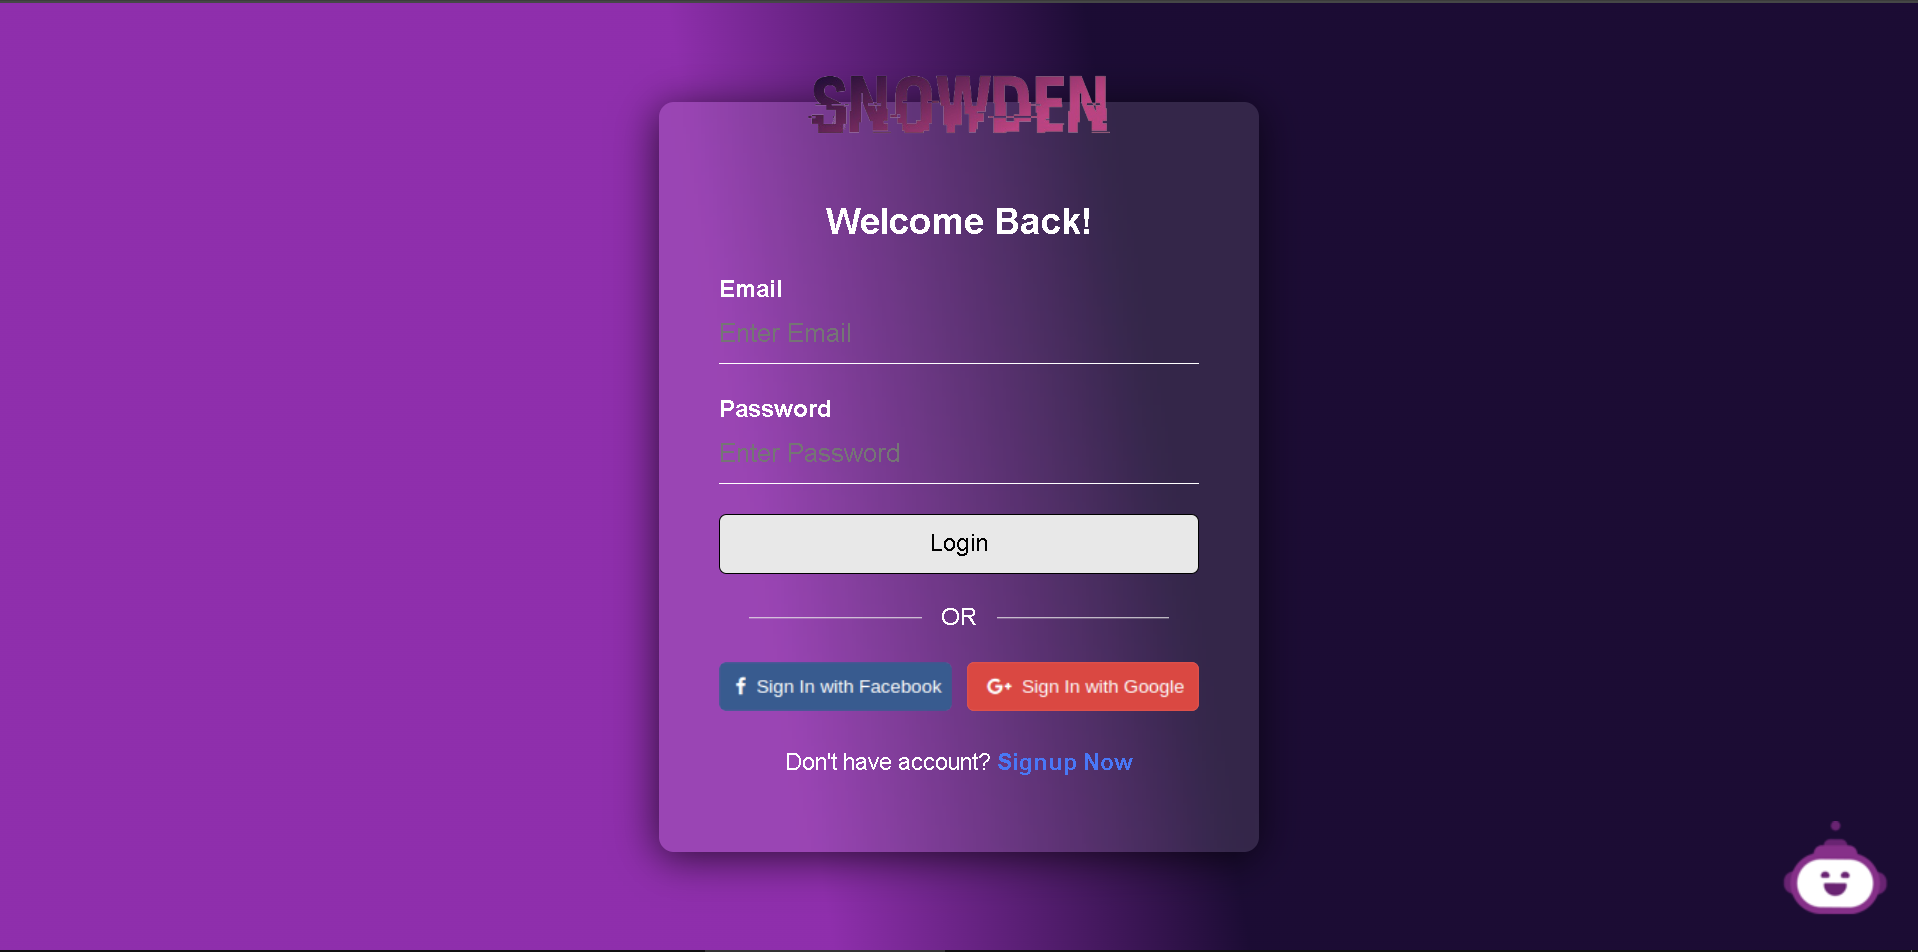 SNOWDEN
Welcome Back!
Email
Enter Email
Password
Enter Password
Login
OR
f Sign In with Facebook
G+ Sign In with Google
Don't have account? Signup Now